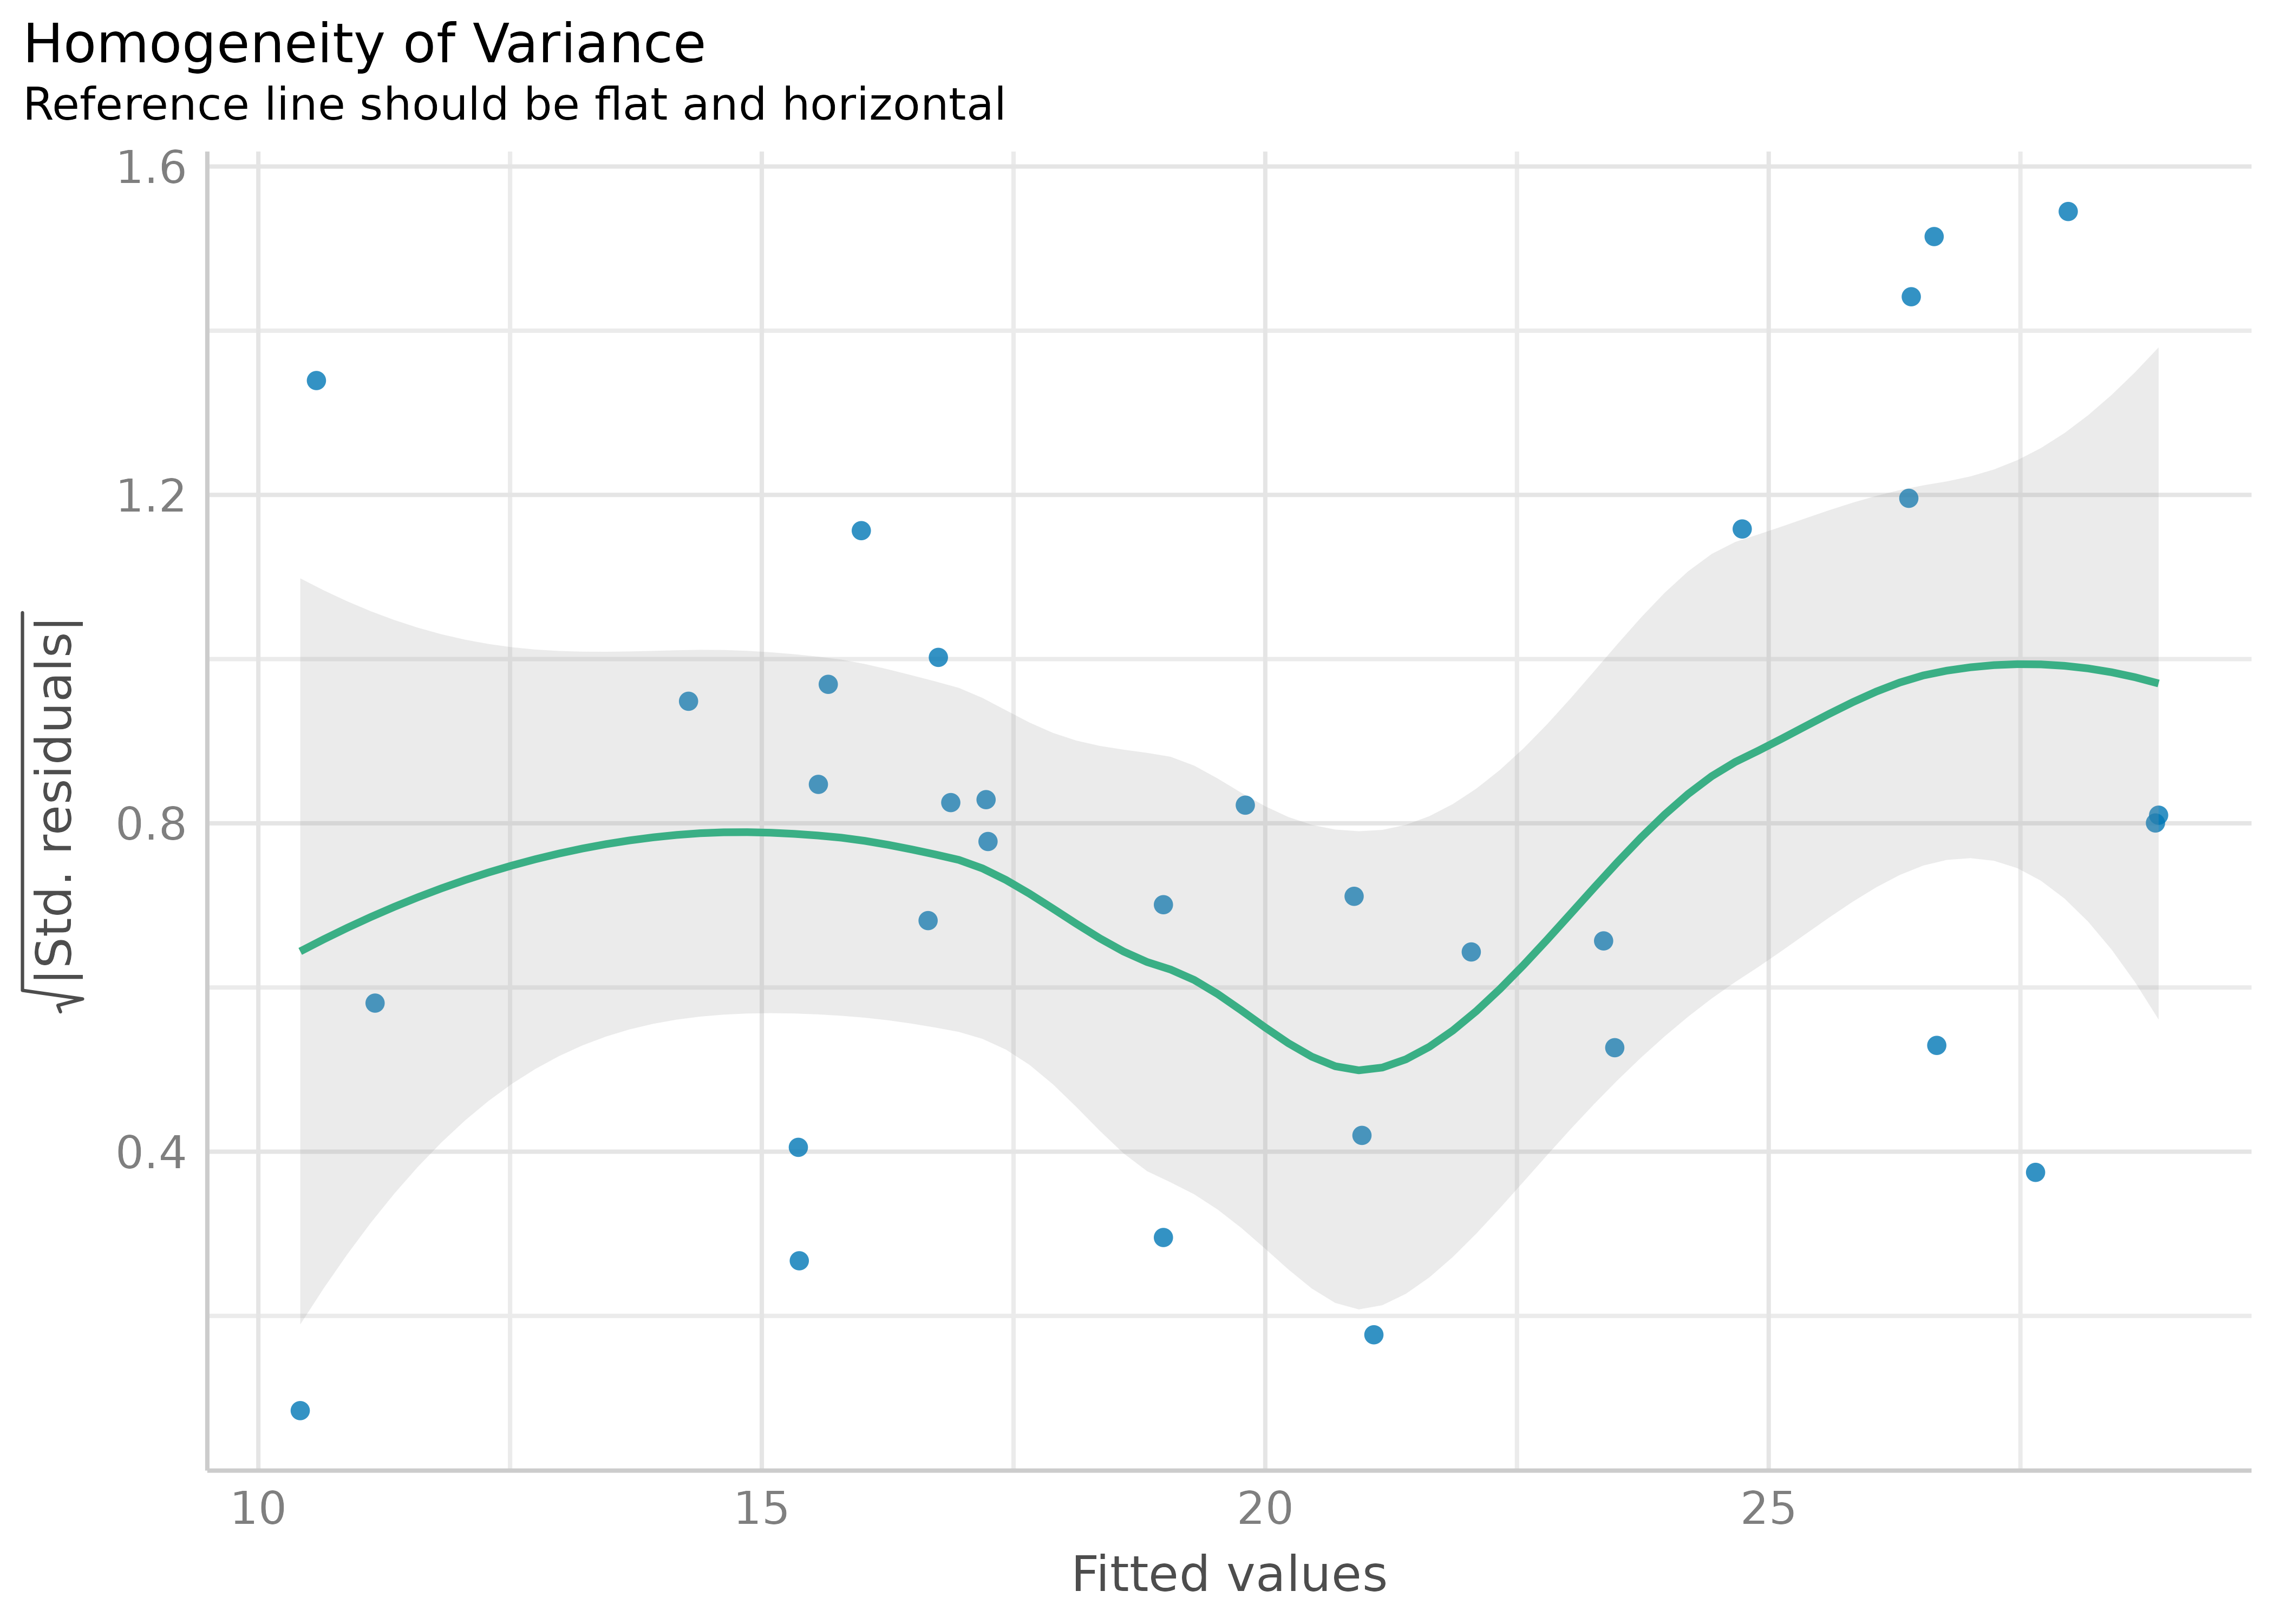 Homogeneity of Variance
Reference line should be flat and horizontal
1.6
1.2
0.8
0.4
√|Std. residuals|
10 15 20 25
Fitted values